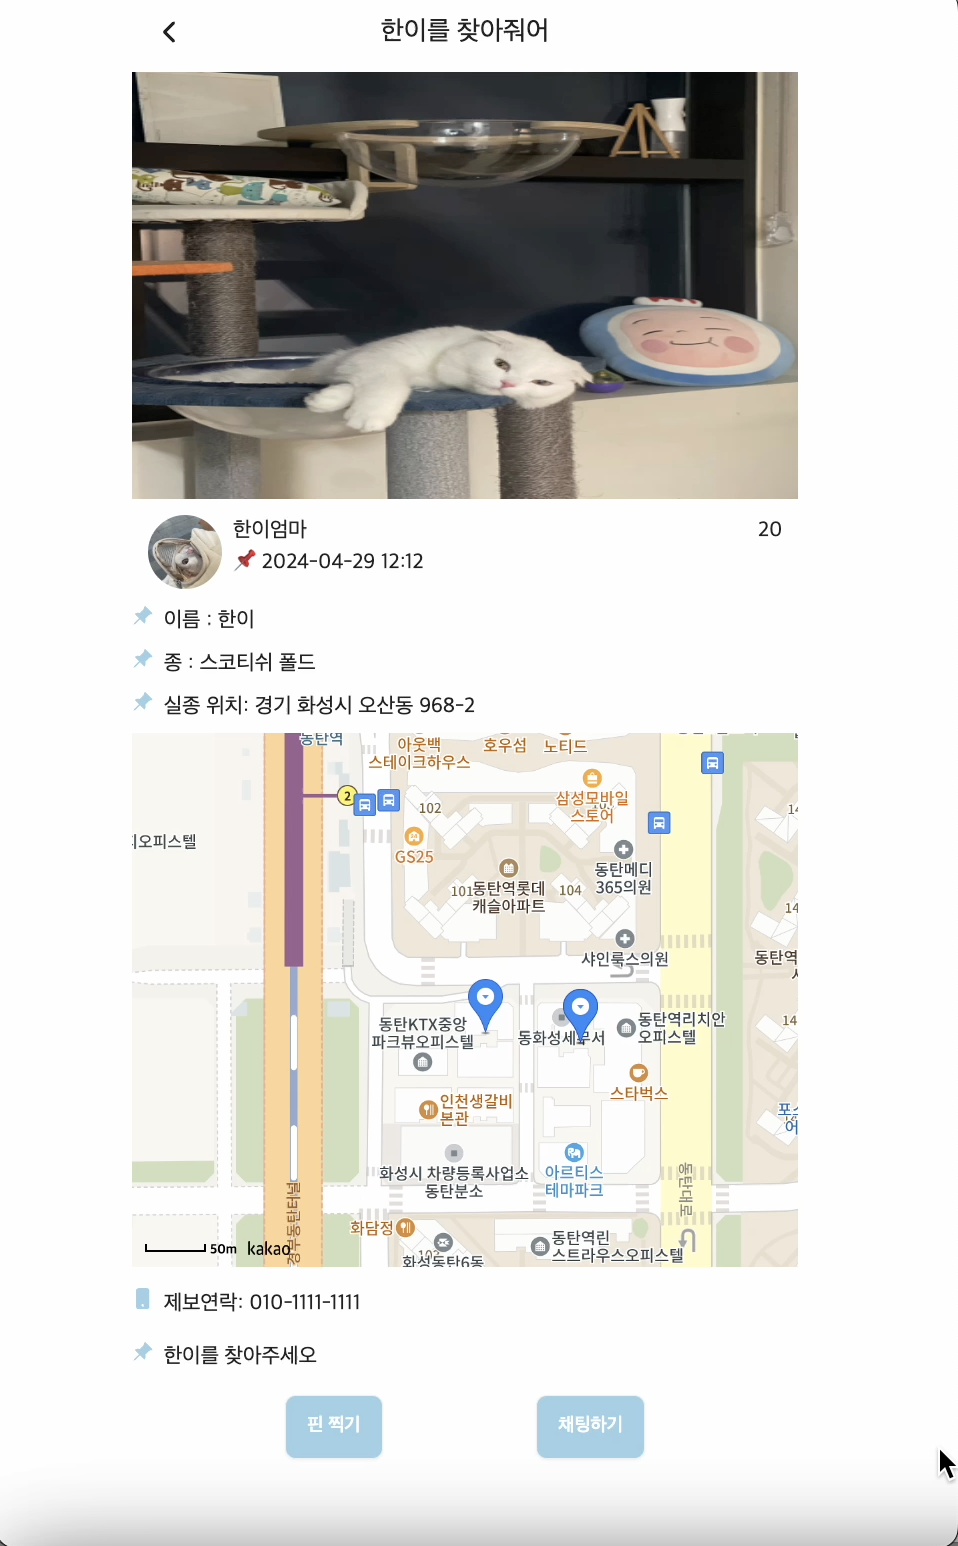 한이를 찾아줘어
한이엄마
20
2024-04-29 12:12
이름 : 한이
종 : 스코티쉬 폴드
실종 위치: 경기 화성시 오산동 968-2
동탄역
아웃백
스테이크하우스
호우섬
노티드
2
102
삼성모바일
스토어
GS25
101
동탄역롯데
캐슬아파트
104
동탄메디
365의원
샤인룩스의원
동탄역
동탄KTX중앙
파크뷰오피스텔
동화성세무서
동탄역리치안
오피스텔
스타벅스
인천생갈비
본관
화성시 차량등록사업소
동탄분소
아르티스
테마파크
동탄대로
경부동탄터널
화담정
화성동탄6동
동탄역린
스트라우스오피스텔
50m
kakao
제보연락: 010-1111-1111
한이를 찾아주세오
핀 찍기
채팅하기